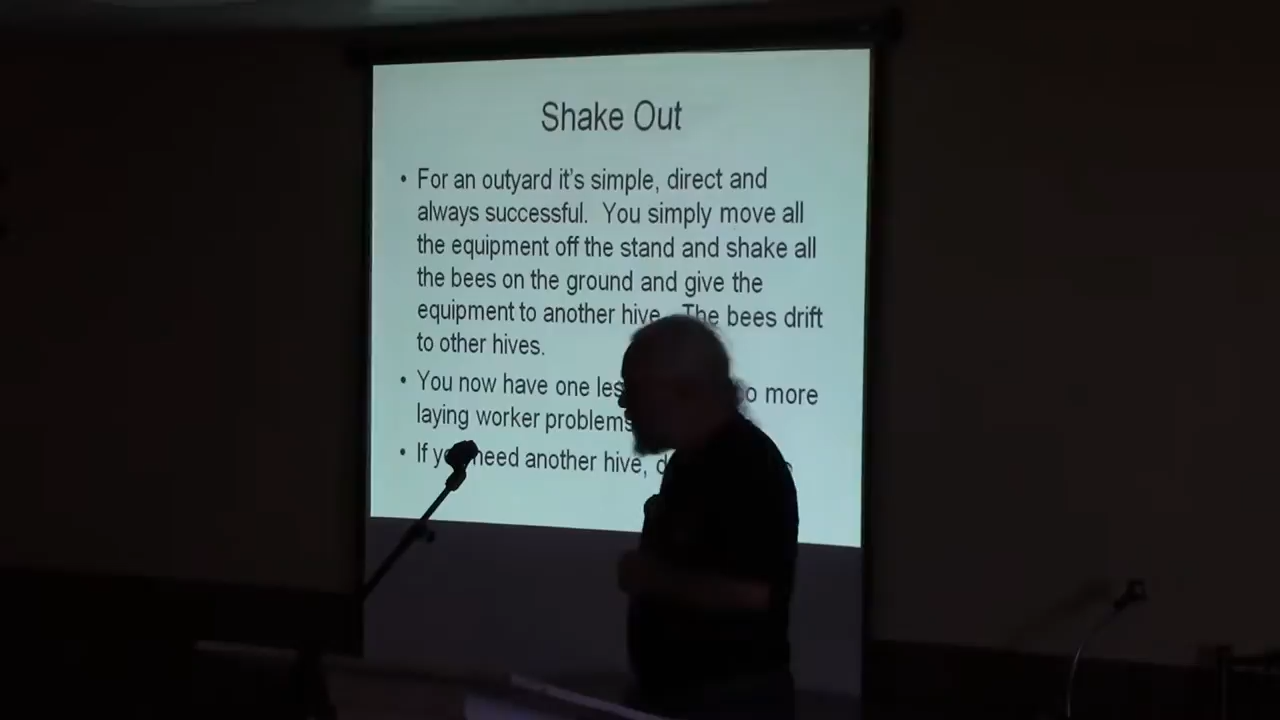 Shake Out
• For an outyard it's simple, direct and
always successful. You simply move all
the equipment off the stand and shake all
the bees on the ground and give the
equipment to another hive. The bees drift
to other hives.
• You now have one more
laying worker problems
• If need another hive,